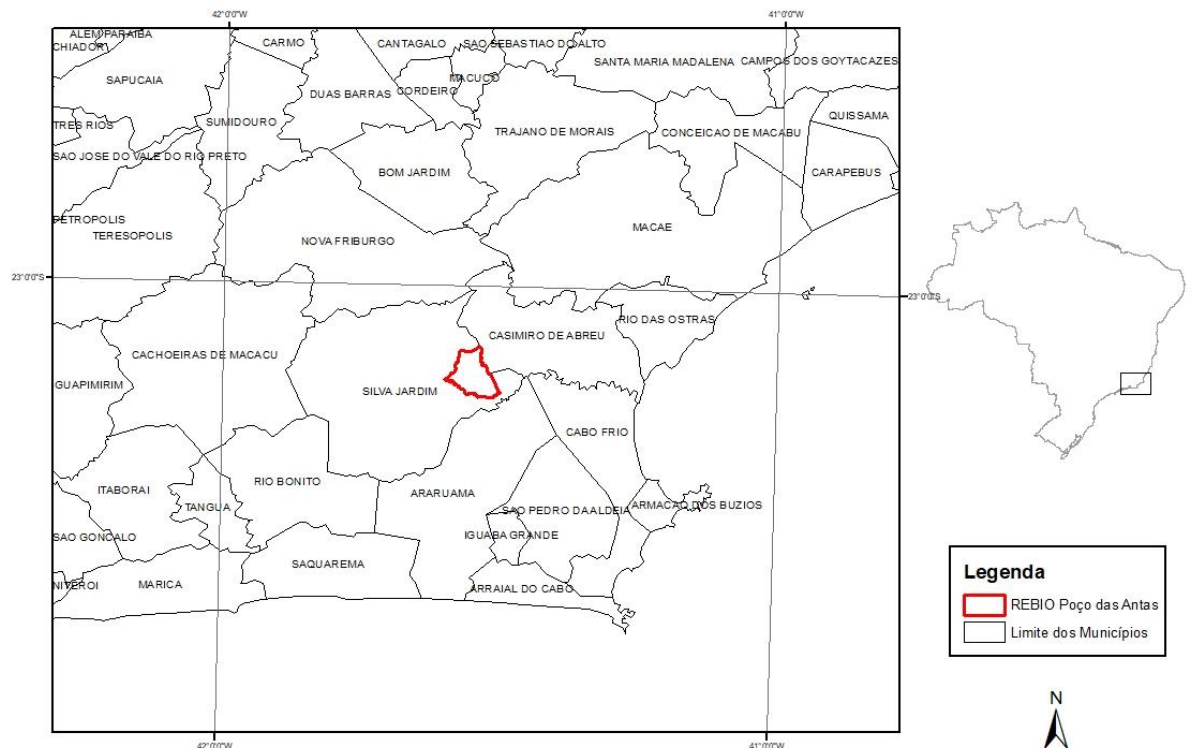 42°0'0"W
41°0'0"W
ALEM PARAIBA
CHIADOR
CARMO
CANTAGALO
SAO SEBASTIAO DO ALTO
SANTA MARIA MADALENA
CAMPOS DOS GOYTACAZES
SAPUCAIA
MACUCO
DUAS BARRAS
CORDEIRO
QUISSAMA
TRES RIOS
SUMIDOURO
TRAJANO DE MORAIS
CONCEICAO DE MACABU
SAO JOSE DO VALE DO RIO PRETO
BOM JARDIM
CARAPEBUS
PETROPOLIS
TERESOPOLIS
NOVA FRIBURGO
MACAE
23°0'0"S
23°0'0"S
RIO DAS OSTRAS
CASIMIRO DE ABREU
CACHOEIRAS DE MACACU
GUAPIMIRIM
SILVA JARDIM
CABO FRIO
ITABORAI
RIO BONITO
ARARUAMA
TANGUA
SAO PEDRO DA ALDEIA
ARMACAO DOS BUZIOS
SAO GONCALO
IGUABA GRANDE
SAQUAREMA
NITEROI
MARICA
ARRAIAL DO CABO
42°0'0"W
41°0'0"W
Legenda
REBIO Poço das Antas
Limite dos Municípios
N